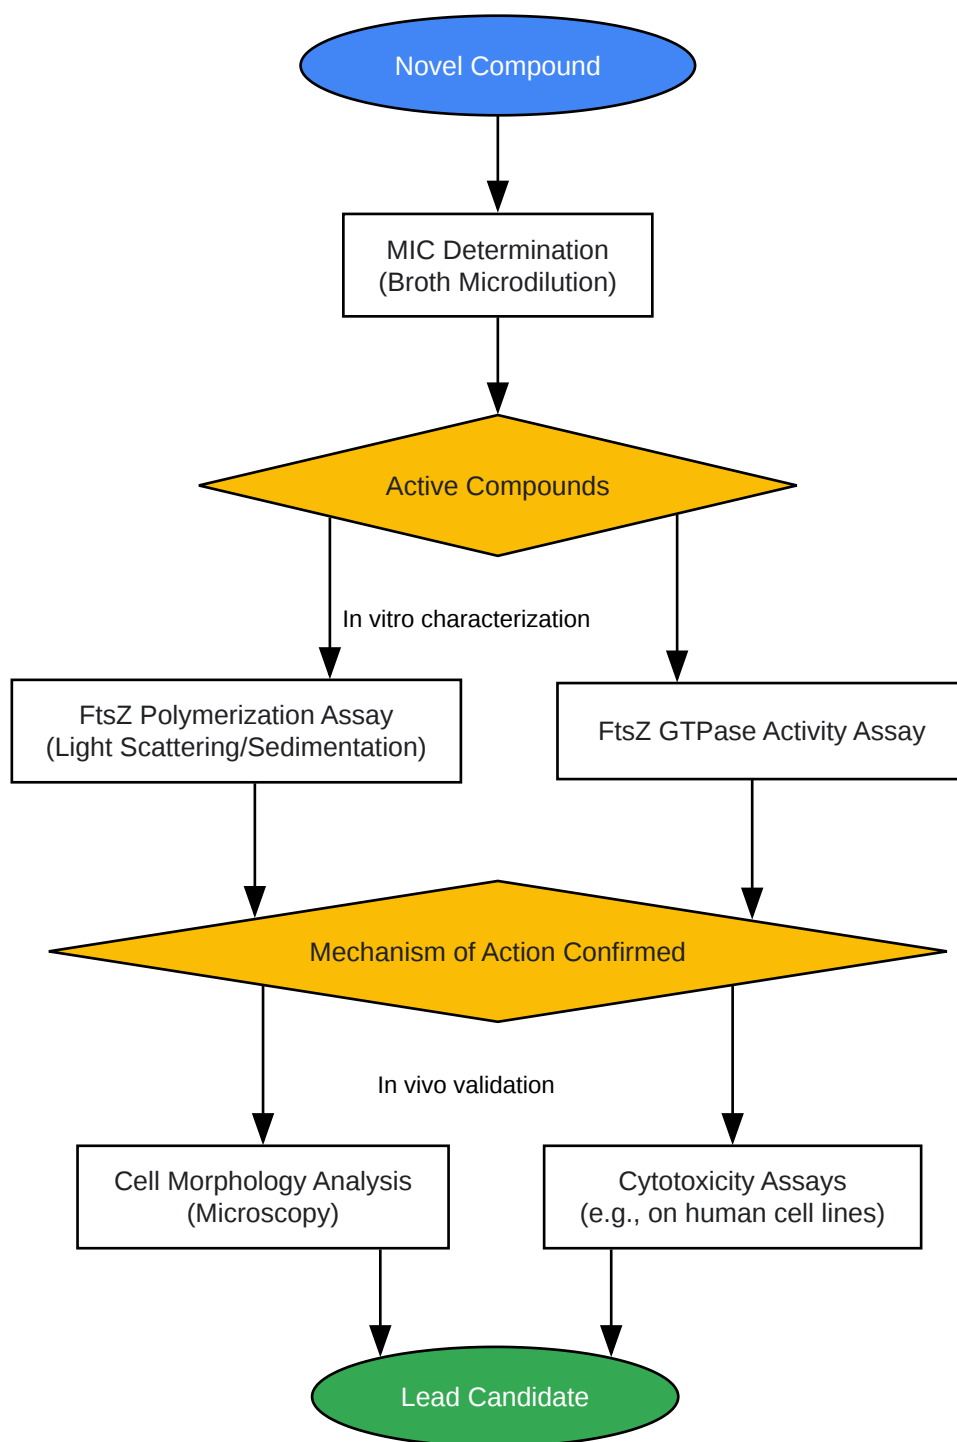 Novel Compound
MIC Determination
(Broth Microdilution)
Active Compounds
In vitro characterization
FtsZ Polymerization Assay
(Light Scattering/Sedimentation)
FtsZ GTPase Activity Assay
Mechanism of Action Confirmed
In vivo validation
Cell Morphology Analysis
(Microscopy)
Cytotoxicity Assays
(e.g., on human cell lines)
Lead Candidate